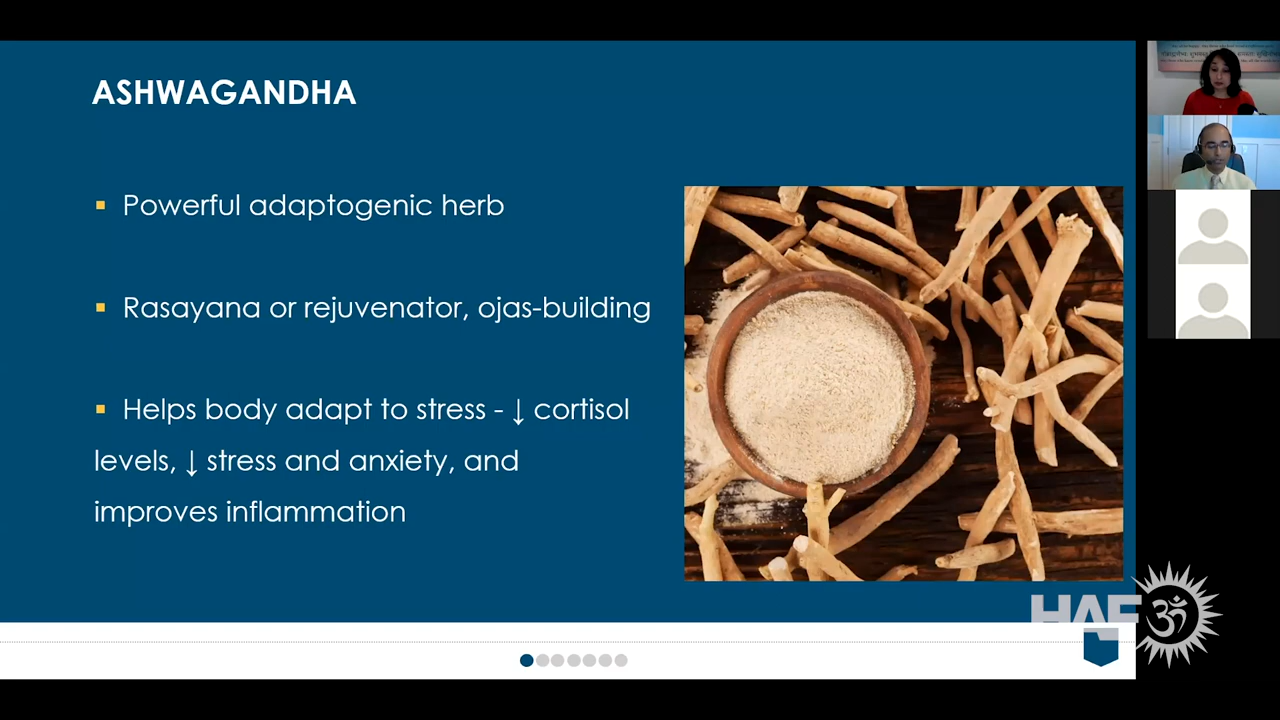 ASHWAGANDHA
▪ Powerful adaptogenic herb
▪ Rasayana or rejuvenator, ojas-building
▪ Helps body adapt to stress - ↓ cortisol
levels, ↓ stress and anxiety, and
improves inflammation
HAF
ॐ